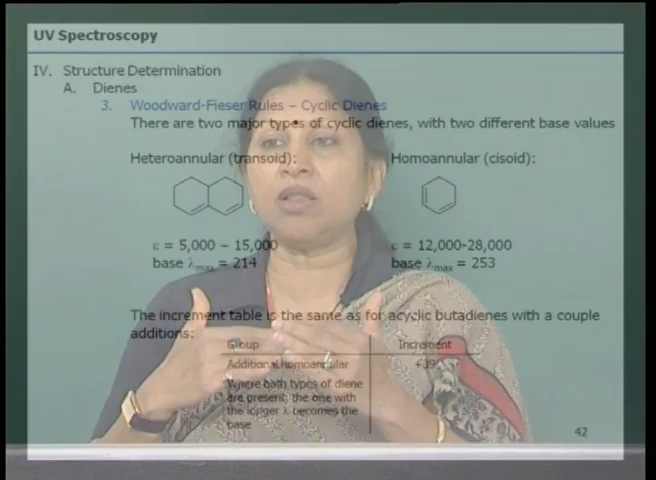 UV Spectroscopy
IV. Structure Determination
A. Dienes
3. Woodward-Fieser Rules – Cyclic Dienes
There are two major types of cyclic dienes, with two different base values
Heteroannular (transoid): Homoannular (cisoid):
ε = 5,000 – 15,000 ε = 12,000-28,000
base λmax = 214 base λmax = 253
The increment table is the same as for acyclic butadienes with a couple
additions:
Group Increment
Additional homoannular +39
Where both types of diene
are present, the one with
the longer λ becomes the
base
42